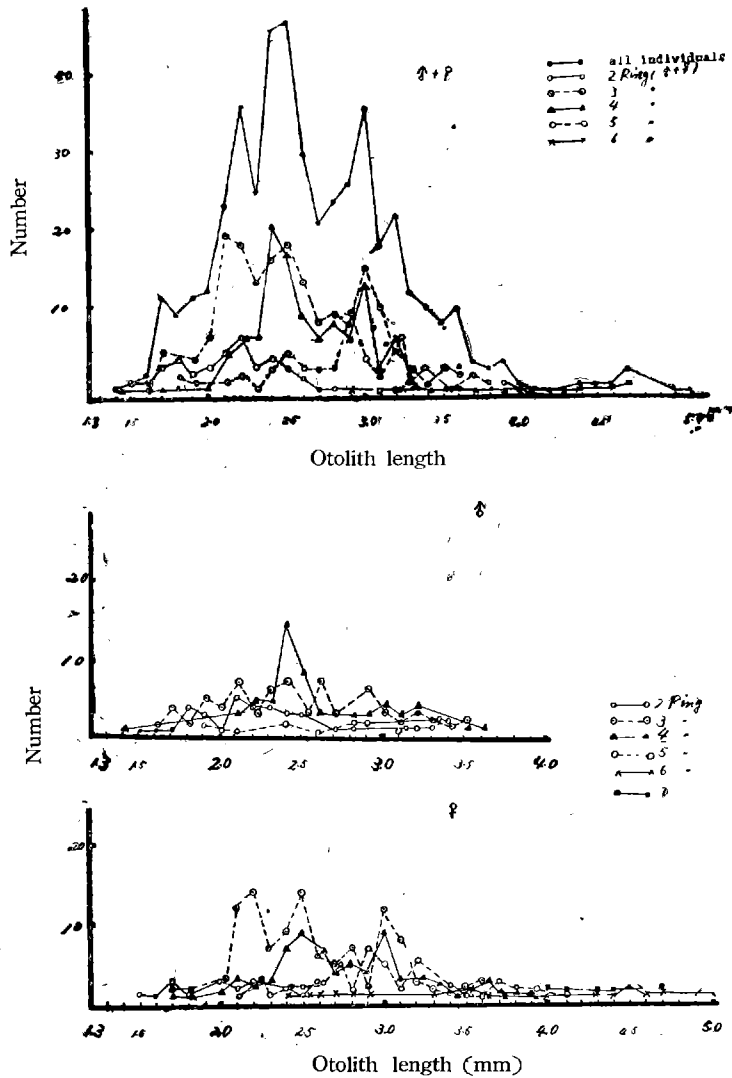 ♂+♀
all individuals
2 Ring (♂+♀)
3 "
4 "
5 "
6 "
Number
40
30
20
10
1.3 1.5 2.0 2.5 3.0 3.5 4.0 4.5 5.0
Otolith length
♂
20
10
Number
1.3 1.5 2.0 2.5 3.0 3.5 4.0
2 Ring
3 "
4 "
5 "
6 "
♀
20
10
1.3 1.5 2.0 2.5 3.0 3.5 4.0 4.5 5.0
Otolith length (mm)